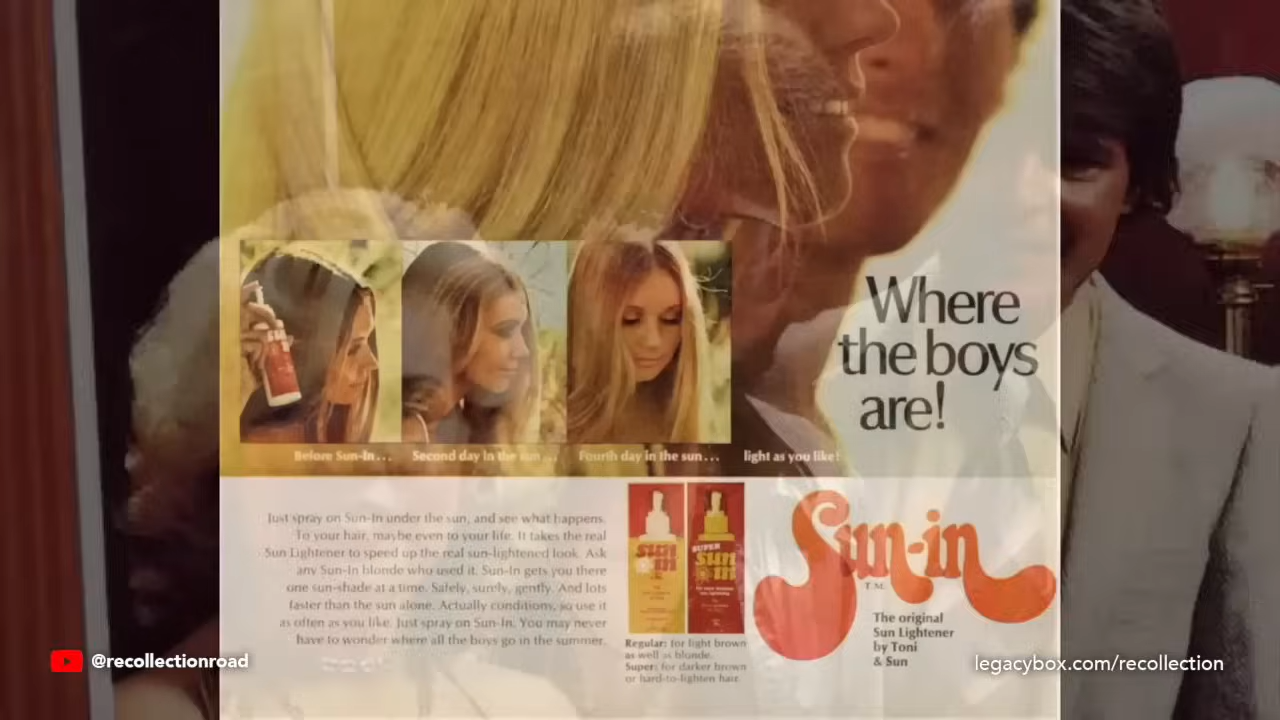 Where
the boys
are!
Before Sun-In...
Second day in the sun...
Fourth day in the sun...
light as you like!
Just spray on Sun-In under the sun, and see what happens.
To your hair, maybe even to your life. It takes the real
Sun Lightener to speed up the real sun-lightened look. Ask
any Sun-In blonde who used it. Sun-In gets you there
one sun-shade at a time. Safely, surely, gently. And lots
faster than the sun alone. Actually conditions, so use it
as often as you like. Just spray on Sun-In. You may never
have to wonder where all the boys go in the summer.
sun
in
SUPER
sun
in
Regular: for light brown
as well as blonde.
Super: for darker brown
or hard-to-lighten hair.
Sun-in
T.M.
The original
Sun Lightener
by Toni
& Sun
@recollectionroad
legacybox.com/recollection